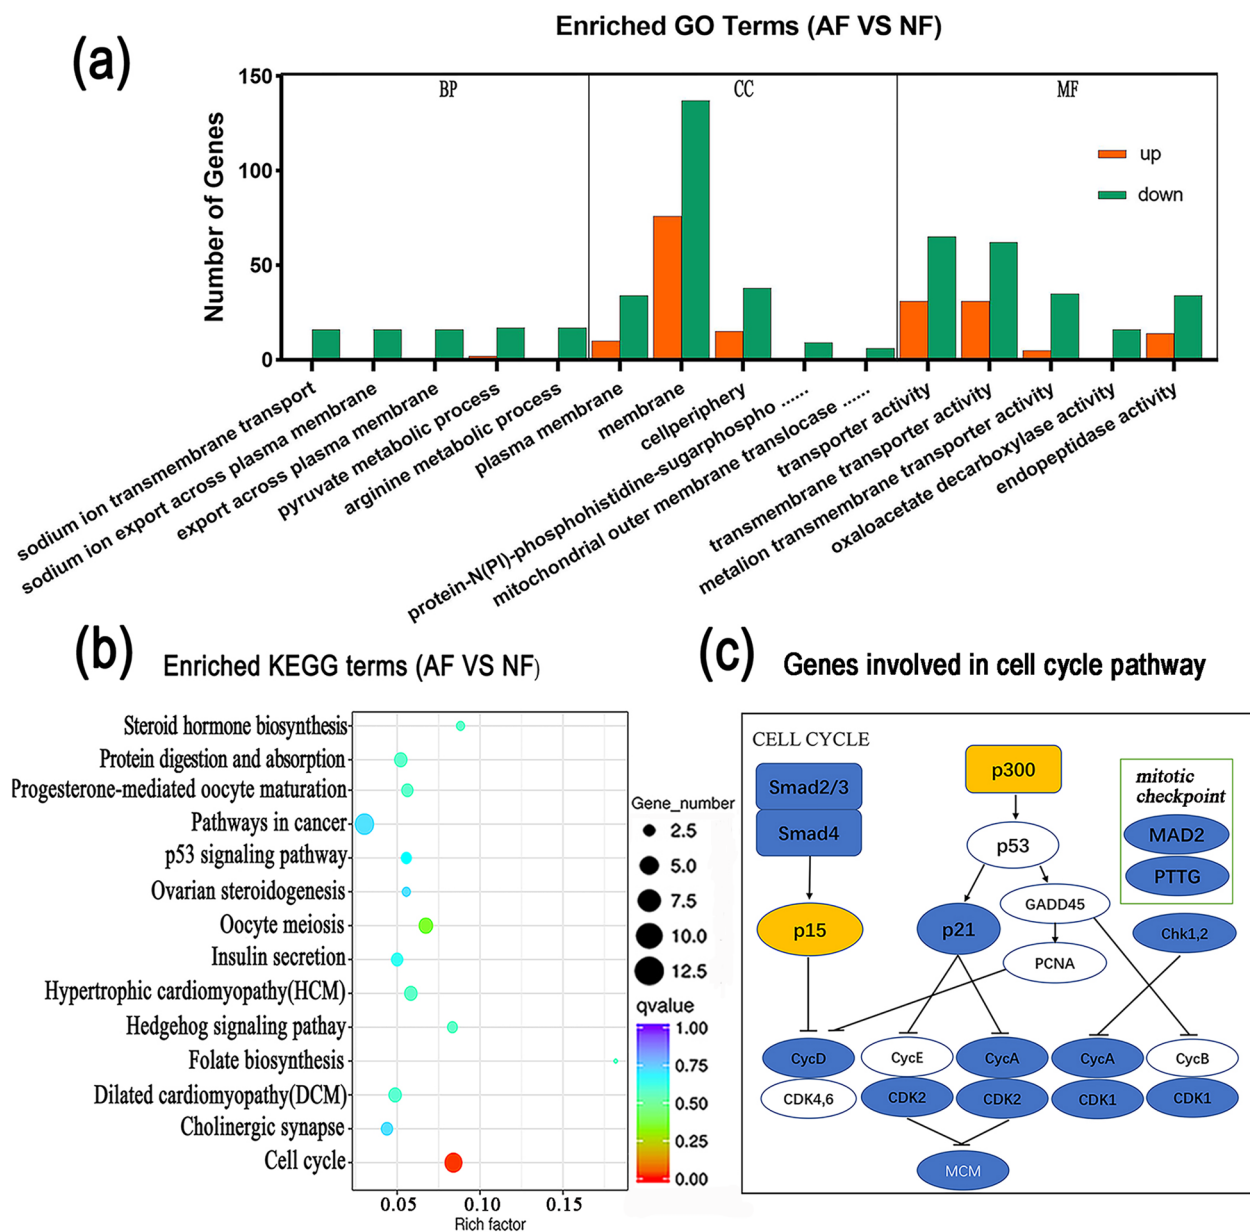 Enriched GO Terms (AF VS NF)
(a)
Number of Genes
150
100
50
0
BP
CC
MF
up
down
sodium ion transmembrane transport
sodium ion export across plasma membrane
export across plasma membrane
pyruvate metabolic process
arginine metabolic process
plasma membrane
membrane
cellperiphery
protein-N(PI)-phosphohistidine-sugarphospho ......
mitochondrial outer membrane translocase ......
transporter activity
transmembrane transporter activity
metalion transmembrane transporter activity
oxaloacetate decarboxylase activity
endopeptidase activity
(b)
Enriched KEGG terms (AF VS NF)
Steroid hormone biosynthesis
Protein digestion and absorption
Progesterone-mediated oocyte maturation
Pathways in cancer
p53 signaling pathway
Ovarian steroidogenesis
Oocyte meiosis
Insulin secretion
Hypertrophic cardiomyopathy(HCM)
Hedgehog signaling pathay
Folate biosynthesis
Dilated cardiomyopathy(DCM)
Cholinergic synapse
Cell cycle
0.05
0.10
0.15
Rich factor
Gene_number
2.5
5.0
7.5
10.0
12.5
qvalue
1.00
0.75
0.50
0.25
0.00
(c)
Genes involved in cell cycle pathway
CELL CYCLE
Smad2/3
Smad4
p300
mitotic
checkpoint
MAD2
PTTG
p53
GADD45
p15
p21
Chk1,2
PCNA
CycD
CycE
CycA
CycA
CycB
CDK4,6
CDK2
CDK2
CDK1
CDK1
MCM